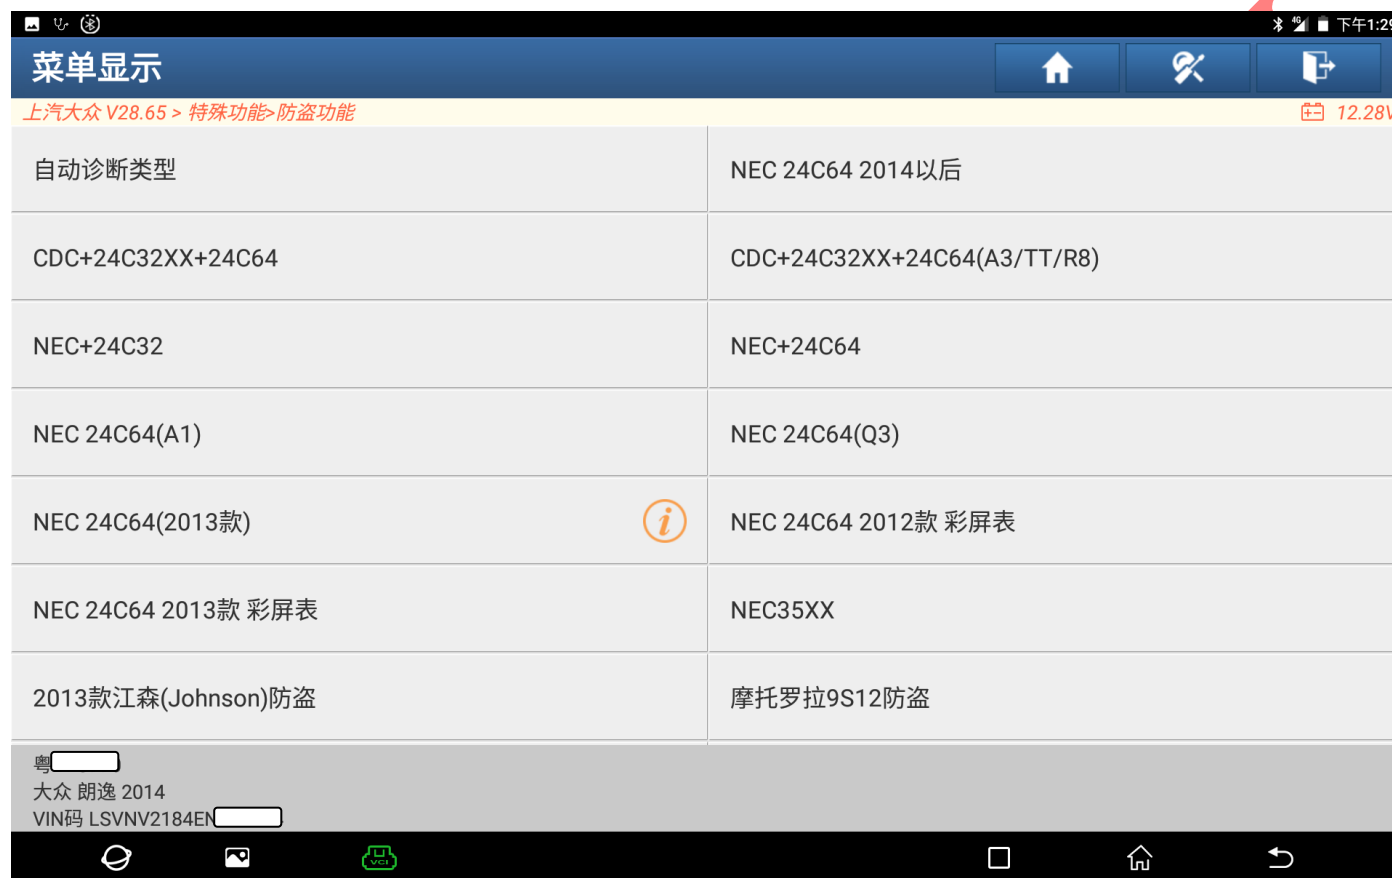 4G 下午1:29
菜单显示
上汽大众 V28.65 > 特殊功能>防盗功能 12.28V
自动诊断类型 NEC 24C64 2014以后
CDC+24C32XX+24C64 CDC+24C32XX+24C64(A3/TT/R8)
NEC+24C32 NEC+24C64
NEC 24C64(A1) NEC 24C64(Q3)
NEC 24C64(2013款) i NEC 24C64 2012款 彩屏表
NEC 24C64 2013款 彩屏表 NEC35XX
2013款江森(Johnson)防盗 摩托罗拉9S12防盗
粤
大众 朗逸 2014
VIN码 LSVNV2184EN
VCI